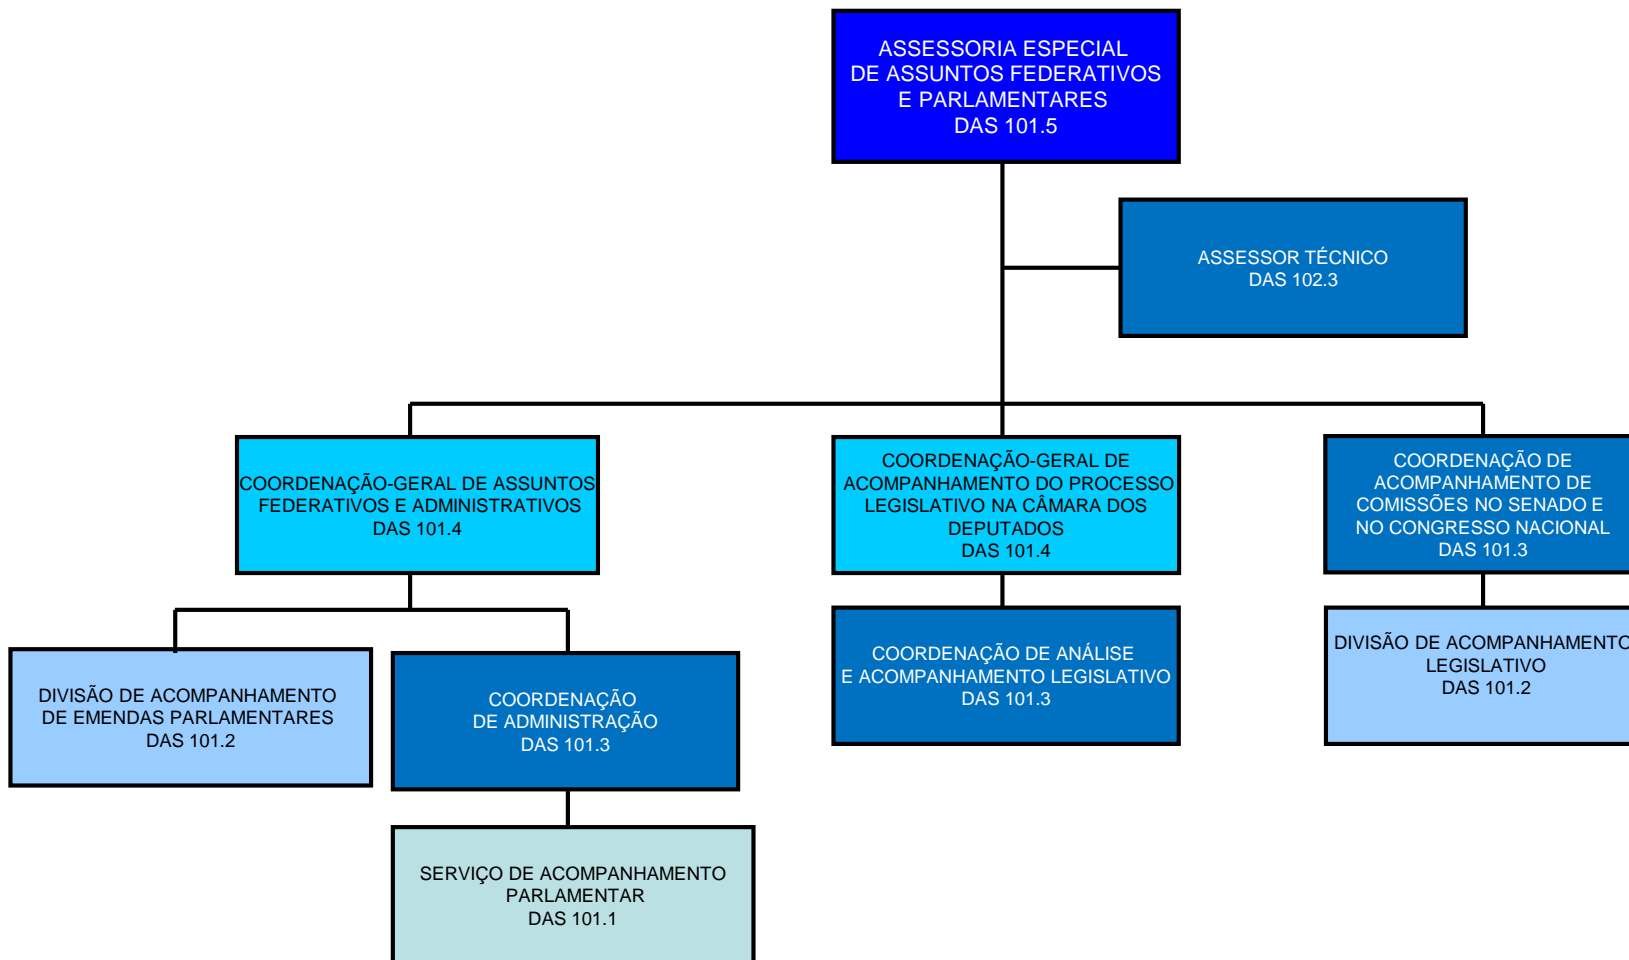 ASSESSORIA ESPECIAL
DE ASSUNTOS FEDERATIVOS
E PARLAMENTARES
DAS 101.5
ASSESSOR TÉCNICO
DAS 102.3
COORDENAÇÃO-GERAL DE ASSUNTOS
FEDERATIVOS E ADMINISTRATIVOS
DAS 101.4
COORDENAÇÃO-GERAL DE
ACOMPANHAMENTO DO PROCESSO
LEGISLATIVO NA CÂMARA DOS
DEPUTADOS
DAS 101.4
COORDENAÇÃO DE
ACOMPANHAMENTO DE
COMISSÕES NO SENADO E
NO CONGRESSO NACIONAL
DAS 101.3
DIVISÃO DE ACOMPANHAMENTO
DE EMENDAS PARLAMENTARES
DAS 101.2
COORDENAÇÃO
DE ADMINISTRAÇÃO
DAS 101.3
COORDENAÇÃO DE ANÁLISE
E ACOMPANHAMENTO LEGISLATIVO
DAS 101.3
DIVISÃO DE ACOMPANHAMENTO
LEGISLATIVO
DAS 101.2
SERVIÇO DE ACOMPANHAMENTO
PARLAMENTAR
DAS 101.1